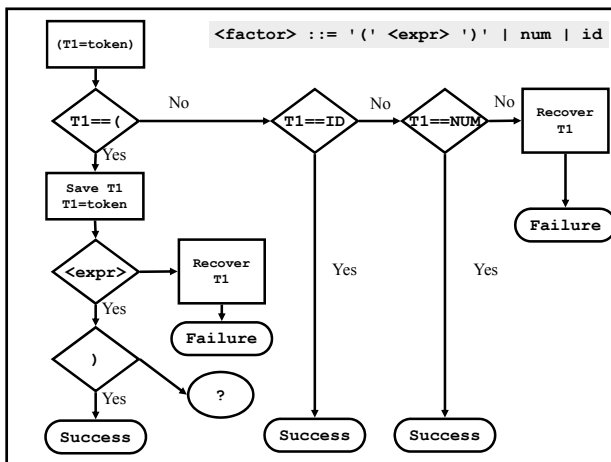 <factor> ::= '(' <expr> ')' | num | id
(T1=token)
T1==(
No
T1==ID
No
T1==NUM
No
Recover
T1
Yes
Save T1
T1=token
Failure
<expr>
Recover
T1
Yes
Yes
Yes
Failure
)
?
Yes
Success
Success
Success